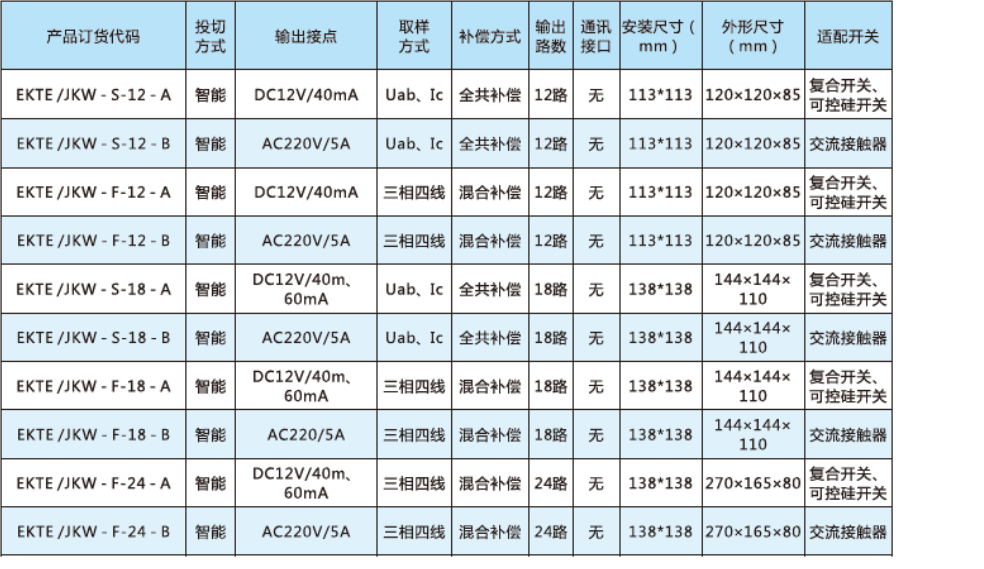 产品订货代码 投切方式 输出接点 取样方式 补偿方式 输出路数 通讯接口 安装尺寸（mm） 外形尺寸（mm） 适配开关
EKTE /JKW - S-12 - A 智能 DC12V/40mA Uab、Ic 全共补偿 12路 无 113*113 120×120×85 复合开关、可控硅开关
EKTE /JKW - S-12 - B 智能 AC220V/5A Uab、Ic 全共补偿 12路 无 113*113 120×120×85 交流接触器
EKTE /JKW - F-12 - A 智能 DC12V/40mA 三相四线 混合补偿 12路 无 113*113 120×120×85 复合开关、可控硅开关
EKTE /JKW - F-12 - B 智能 AC220V/5A 三相四线 混合补偿 12路 无 113*113 120×120×85 交流接触器
EKTE /JKW - S-18 - A 智能 DC12V/40m、60mA Uab、Ic 全共补偿 18路 无 138*138 144×144×110 复合开关、可控硅开关
EKTE /JKW - S-18 - B 智能 AC220V/5A Uab、Ic 全共补偿 18路 无 138*138 144×144×110 交流接触器
EKTE /JKW - F-18 - A 智能 DC12V/40m、60mA 三相四线 混合补偿 18路 无 138*138 144×144×110 复合开关、可控硅开关
EKTE /JKW - F-18 - B 智能 AC220/5A 三相四线 混合补偿 18路 无 138*138 144×144×110 交流接触器
EKTE /JKW - F-24 - A 智能 DC12V/40m、60mA 三相四线 混合补偿 24路 无 138*138 270×165×80 复合开关、可控硅开关
EKTE /JKW - F-24 - B 智能 AC220V/5A 三相四线 混合补偿 24路 无 138*138 270×165×80 交流接触器